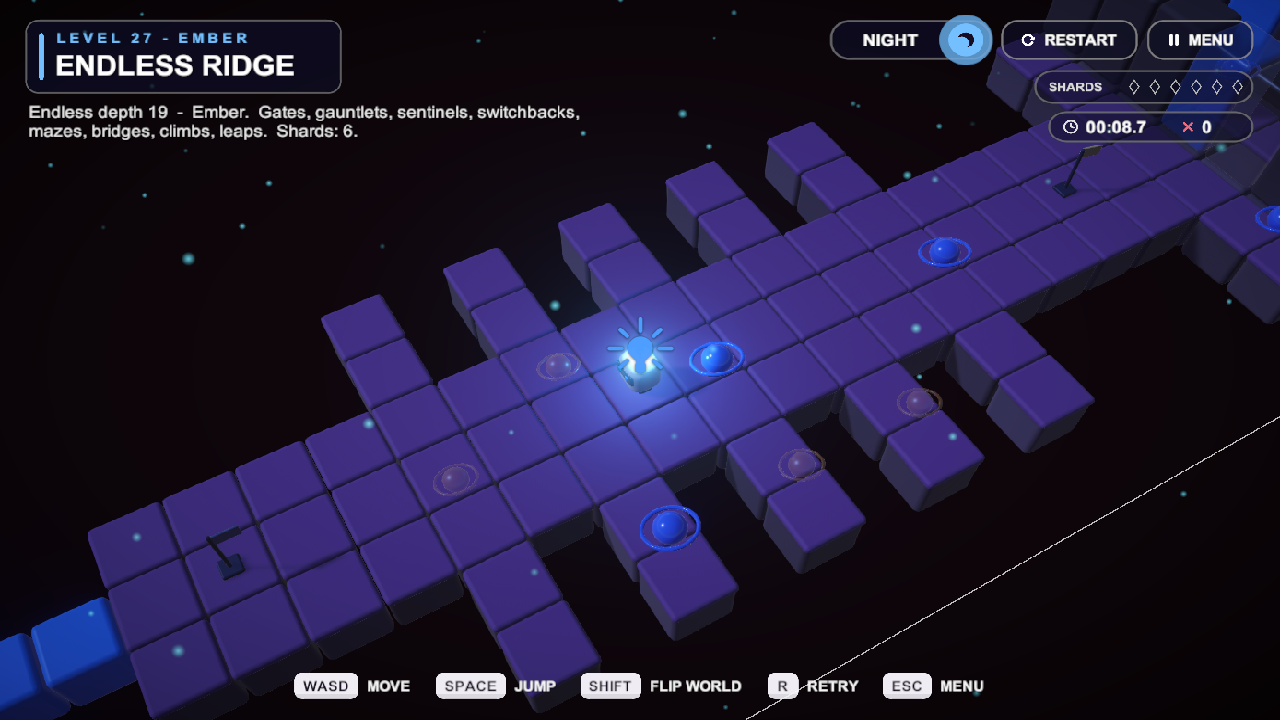 LEVEL 27 - EMBER
ENDLESS RIDGE
Endless depth 19 - Ember. Gates, gauntlets, sentinels, switchbacks,
mazes, bridges, climbs, leaps. Shards: 6.
NIGHT
RESTART
MENU
SHARDS
00:08.7 × 0
WASD MOVE SPACE JUMP SHIFT FLIP WORLD R RETRY ESC MENU